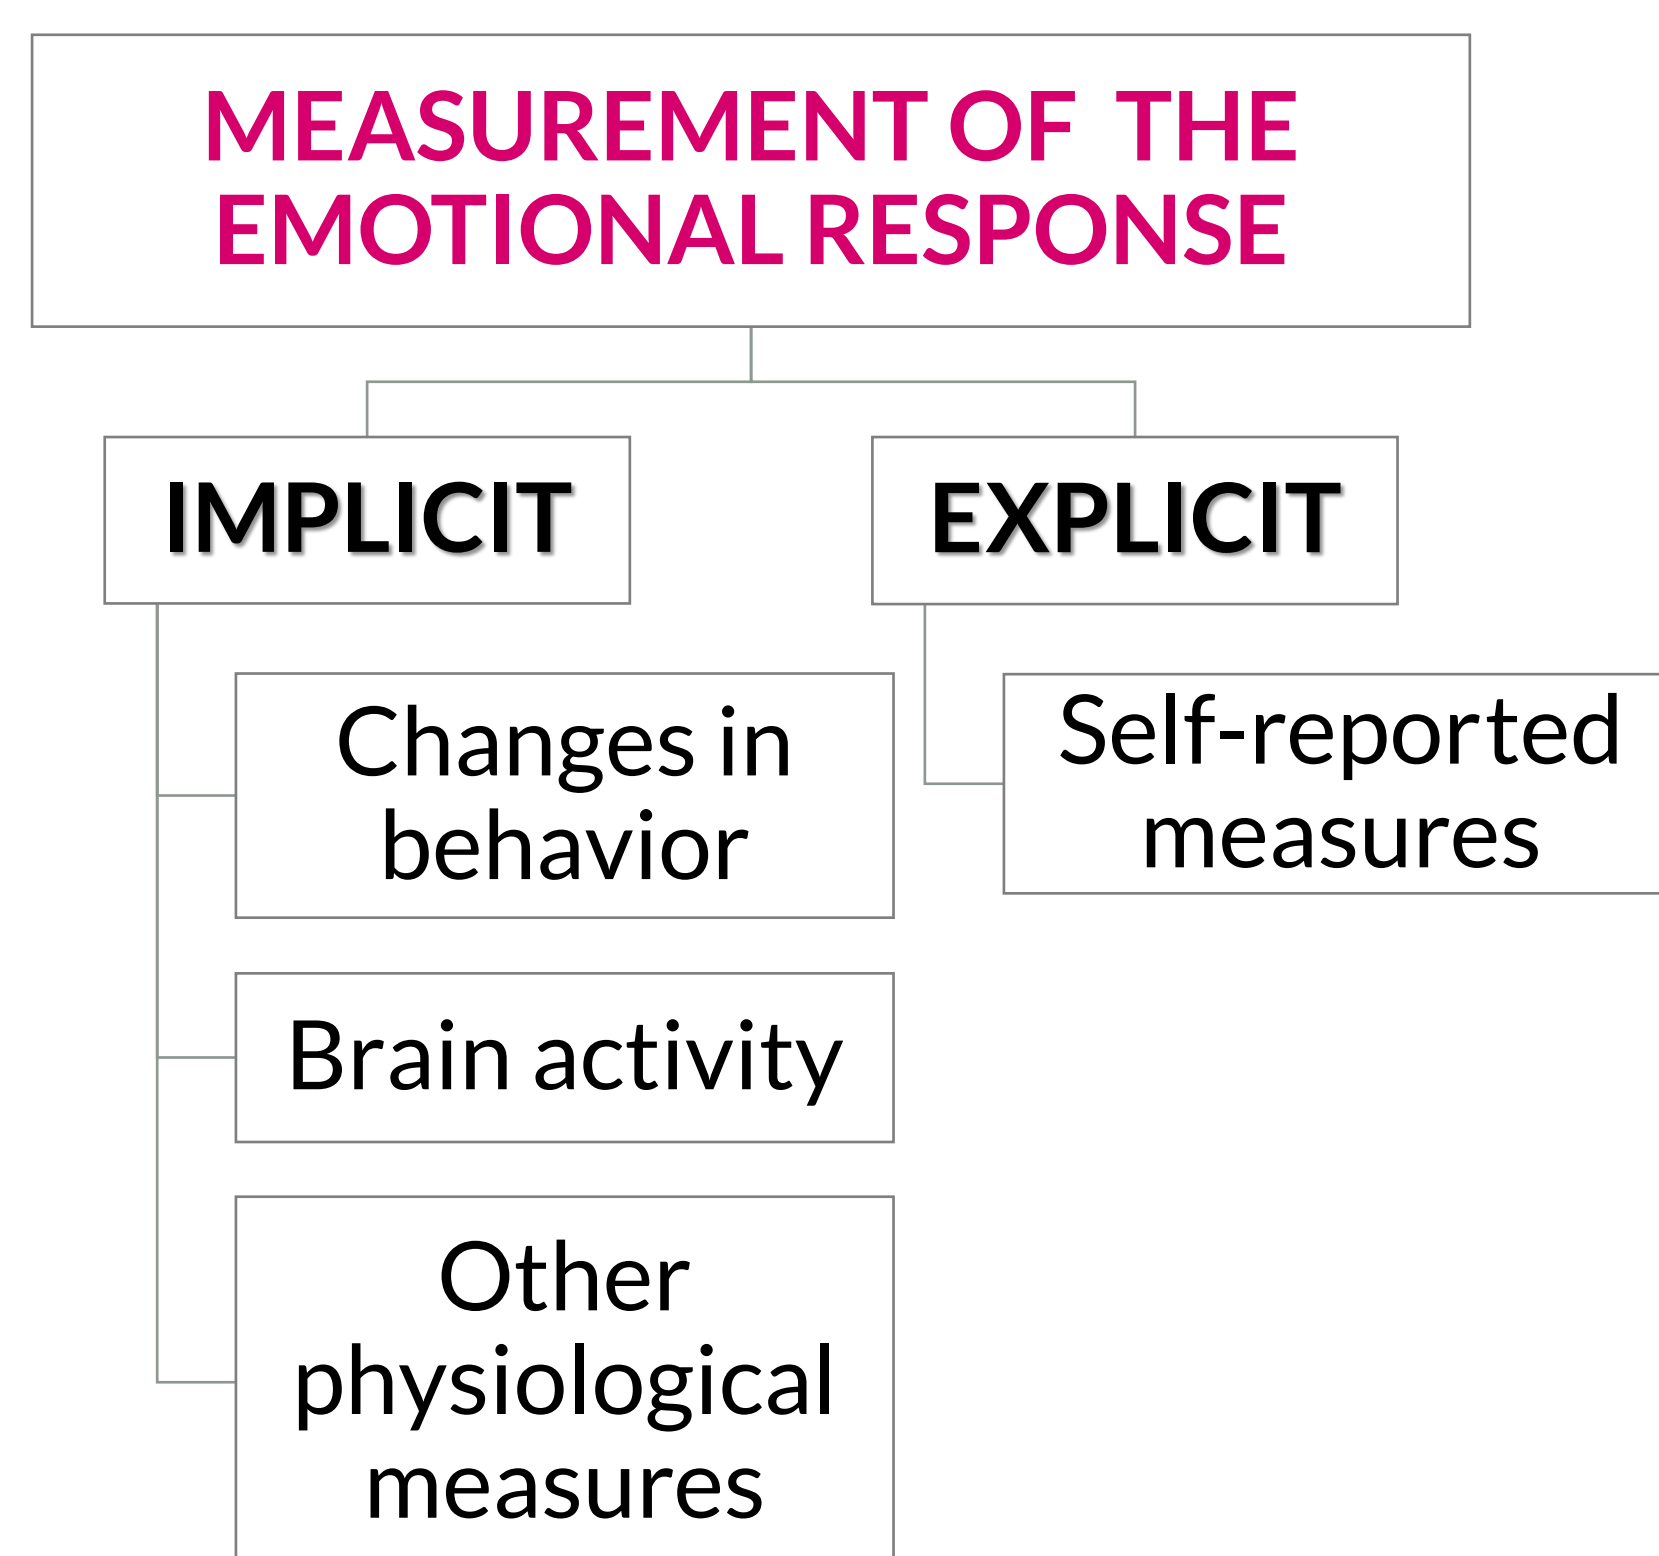 MEASUREMENT OF THE
EMOTIONAL RESPONSE
IMPLICIT
EXPLICIT
Changes in
behavior
Brain activity
Other
physiological
measures
Self-reported
measures